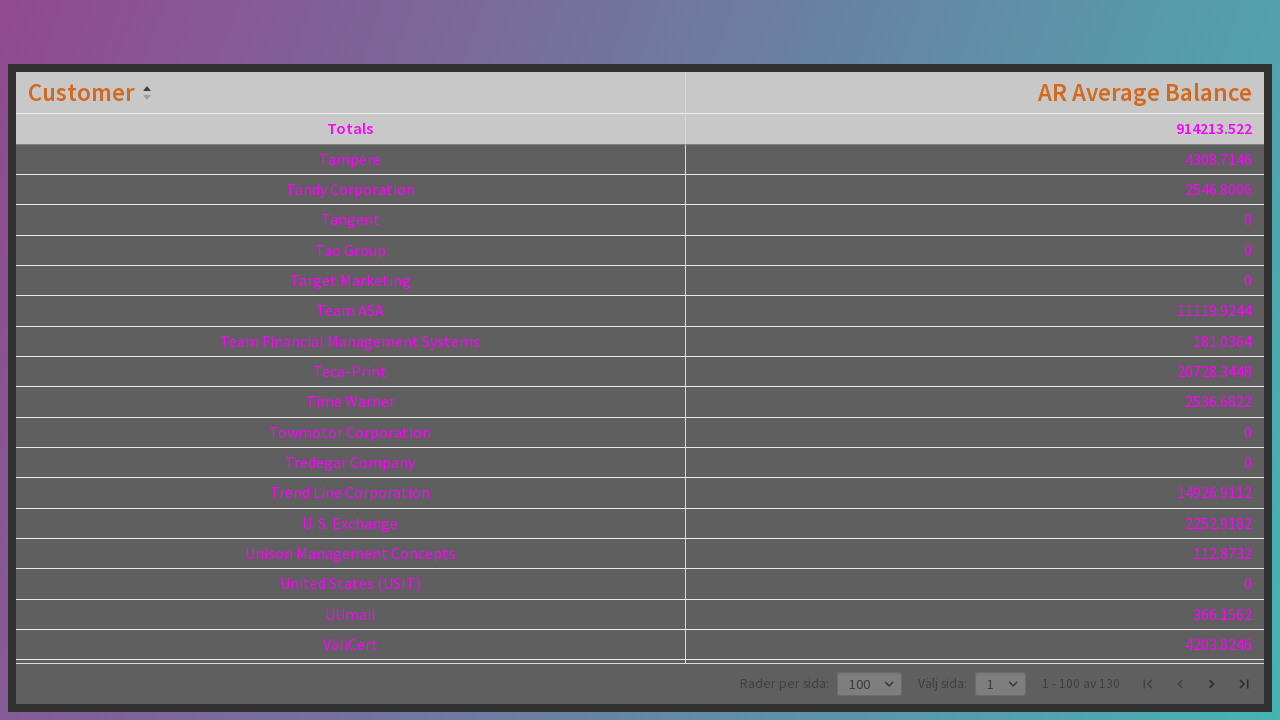 Customer AR Average Balance
Totals 914213.522
Tampere 4308.7146
Tandy Corporation 2546.8006
Tangent 0
Tao Group 0
Target Marketing 0
Team ASA 11119.9244
Team Financial Management Systems 181.0364
Teca-Print 20728.3448
Time Warner 2536.6822
Towmotor Corporation 0
Tredegar Company 0
Trend Line Corporation 14926.9112
U. S. Exchange 2252.9182
Unison Management Concepts 112.8732
United States (USIT) 0
UUmail 366.1562
ValiCert 4203.8246
Rader per sida: 100 Välj sida: 1 1 - 100 av 130